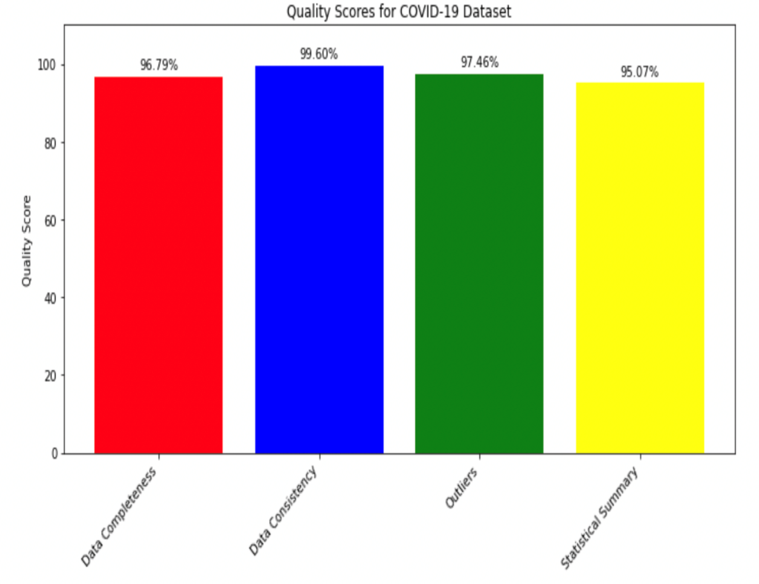 Quality Scores for COVID-19 Dataset
96.79%
99.60%
97.46%
95.07%
100
80
60
40
20
0
Quality Score
Data Completeness
Data Consistency
Outliers
Statistical Summary